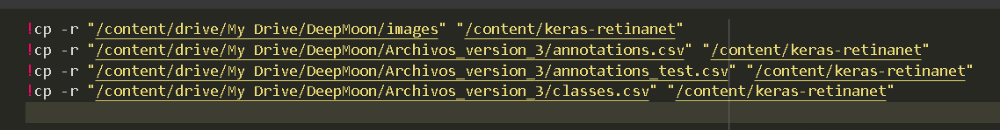 !cp -r "/content/drive/My Drive/DeepMoon/images" "/content/keras-retinanet"
!cp -r "/content/drive/My Drive/DeepMoon/Archivos_version_3/annotations.csv" "/content/keras-retinanet"
!cp -r "/content/drive/My Drive/DeepMoon/Archivos_version_3/annotations_test.csv" "/content/keras-retinanet"
!cp -r "/content/drive/My Drive/DeepMoon/Archivos_version_3/classes.csv" "/content/keras-retinanet"